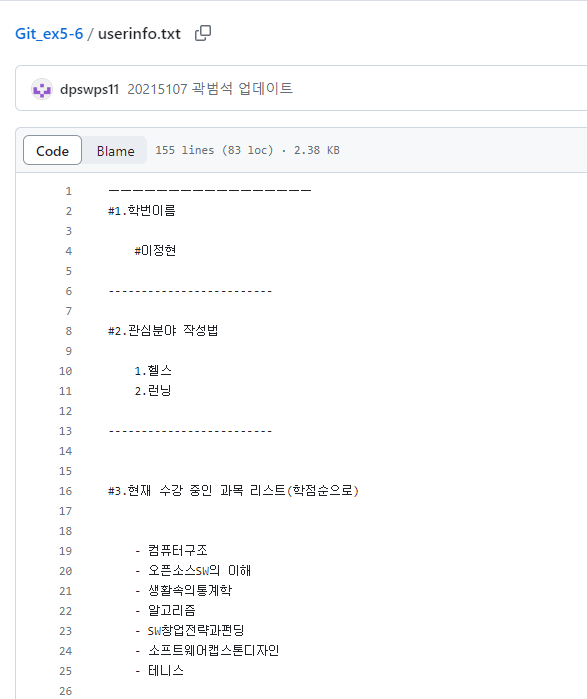 Git_ex5-6 / userinfo.txt
dpswps11 20215107 곽범석 업데이트
Code Blame 155 lines (83 loc) · 2.38 KB
1 ㅡㅡㅡㅡㅡㅡㅡㅡㅡㅡㅡㅡㅡㅡㅡㅡㅡ
2 #1.학번이름
3
4 #이정현
5
6 -------------------------
7
8 #2.관심분야 작성법
9
10 1.헬스
11 2.런닝
12
13 -------------------------
14
15
16 #3.현재 수강 중인 과목 리스트(학점순으로)
17
18
19 - 컴퓨터구조
20 - 오픈소스SW의 이해
21 - 생활속의통계학
22 - 알고리즘
23 - SW창업전략과펀딩
24 - 소프트웨어캡스톤디자인
25 - 테니스
26